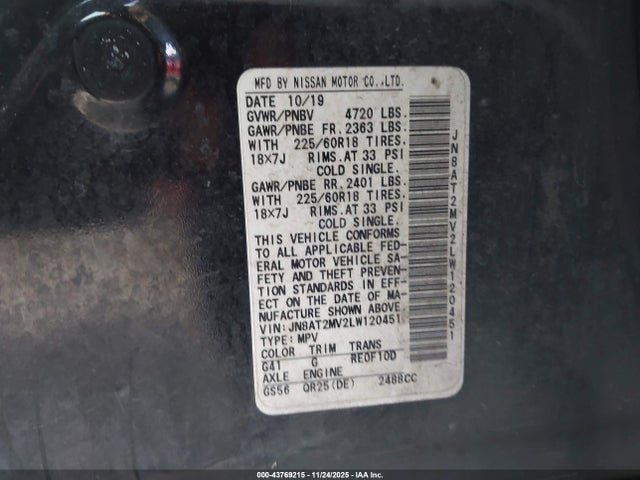 MFD BY NISSAN MOTOR CO.,LTD.
DATE 10/19
GVWR/PNBV 4720 LBS.
GAWR/PNBE FR. 2363 LBS.
WITH 225/60R18 TIRES.
18×7J RIMS.AT 33 PSI
COLD SINGLE.
GAWR/PNBE RR. 2401 LBS.
WITH 225/60R18 TIRES.
18×7J RIMS.AT 33 PSI
COLD SINGLE.
THIS VEHICLE CONFORMS
TO ALL APPLICABLE FED-
ERAL MOTOR VEHICLE SA-
FETY AND THEFT PREVEN-
TION STANDARDS IN EFF-
ECT ON THE DATE OF MA-
NUFACTURE SHOWN ABOVE.
VIN: JN8AT2MV2LW120451
TYPE: MPV
COLOR TRIM TRANS
G41 G RE0F10D
AXLE ENGINE
GS56 QR25(DE) 2488CC
JN8AT2MV2LW120451
000-43769215 - 11/24/2025 - IAA Inc.